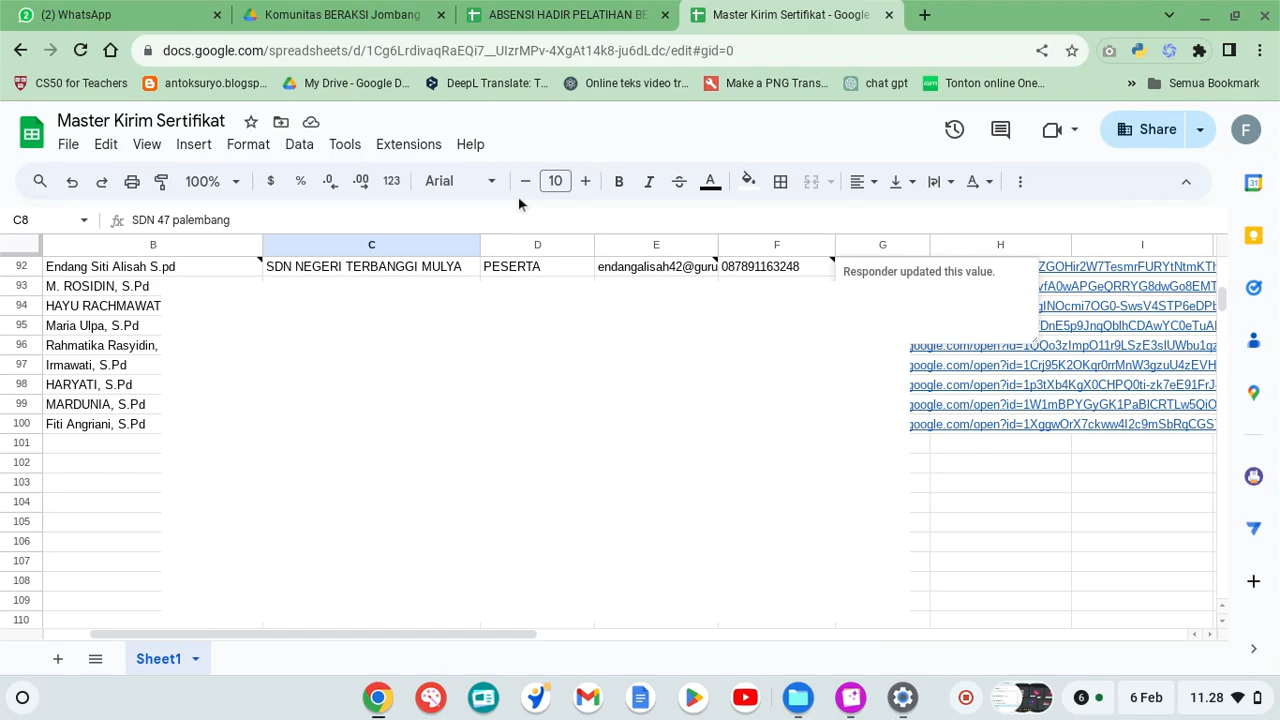 (2) WhatsApp
Komunitas BERAKSI Jombang
ABSENSI HADIR PELATIHAN BE
Master Kirim Sertifikat - Google
docs.google.com/spreadsheets/d/1Cg6LrdivaqRaEQi7__UIzrMPv-4XgAt14k8-ju6dLdc/edit#gid=0
CS50 for Teachers
antoksuryo.blogsp...
My Drive - Google D...
DeepL Translate: T...
Online teks video tr...
Make a PNG Trans...
chat gpt
Tonton online One...
»
Semua Bookmark
Master Kirim Sertifikat
File Edit View Insert Format Data Tools Extensions Help
Share
F
100% $ % .0 .00 123 Arial 10 B I A
C8 fx SDN 47 palembang
B C D E F G H I
92 Endang Siti Alisah S.pd SDN NEGERI TERBANGGI MULYA PESERTA endangalisah42@guru 087891163248
Responder updated this value.
93 M. ROSIDIN, S.Pd
94 HAYU RACHMAWAT
95 Maria Ulpa, S.Pd
96 Rahmatika Rasyidin,
97 Irmawati, S.Pd google.com/open?id=1Crj95K2OKqr0rrMnW3gzuU4zEVH
98 HARYATI, S.Pd google.com/open?id=1p3tXb4KgX0CHPQ0ti-zk7eE91FrJ
99 MARDUNIA, S.Pd google.com/open?id=1W1mBPYGyGK1PaBlCRTLw5QiO
100 Fiti Angriani, S.Pd google.com/open?id=1XggwOrX7ckww4I2c9mSbRqCGS
101
102
103
104
105
106
107
108
109
110
Sheet1
6 6 Feb 11.28